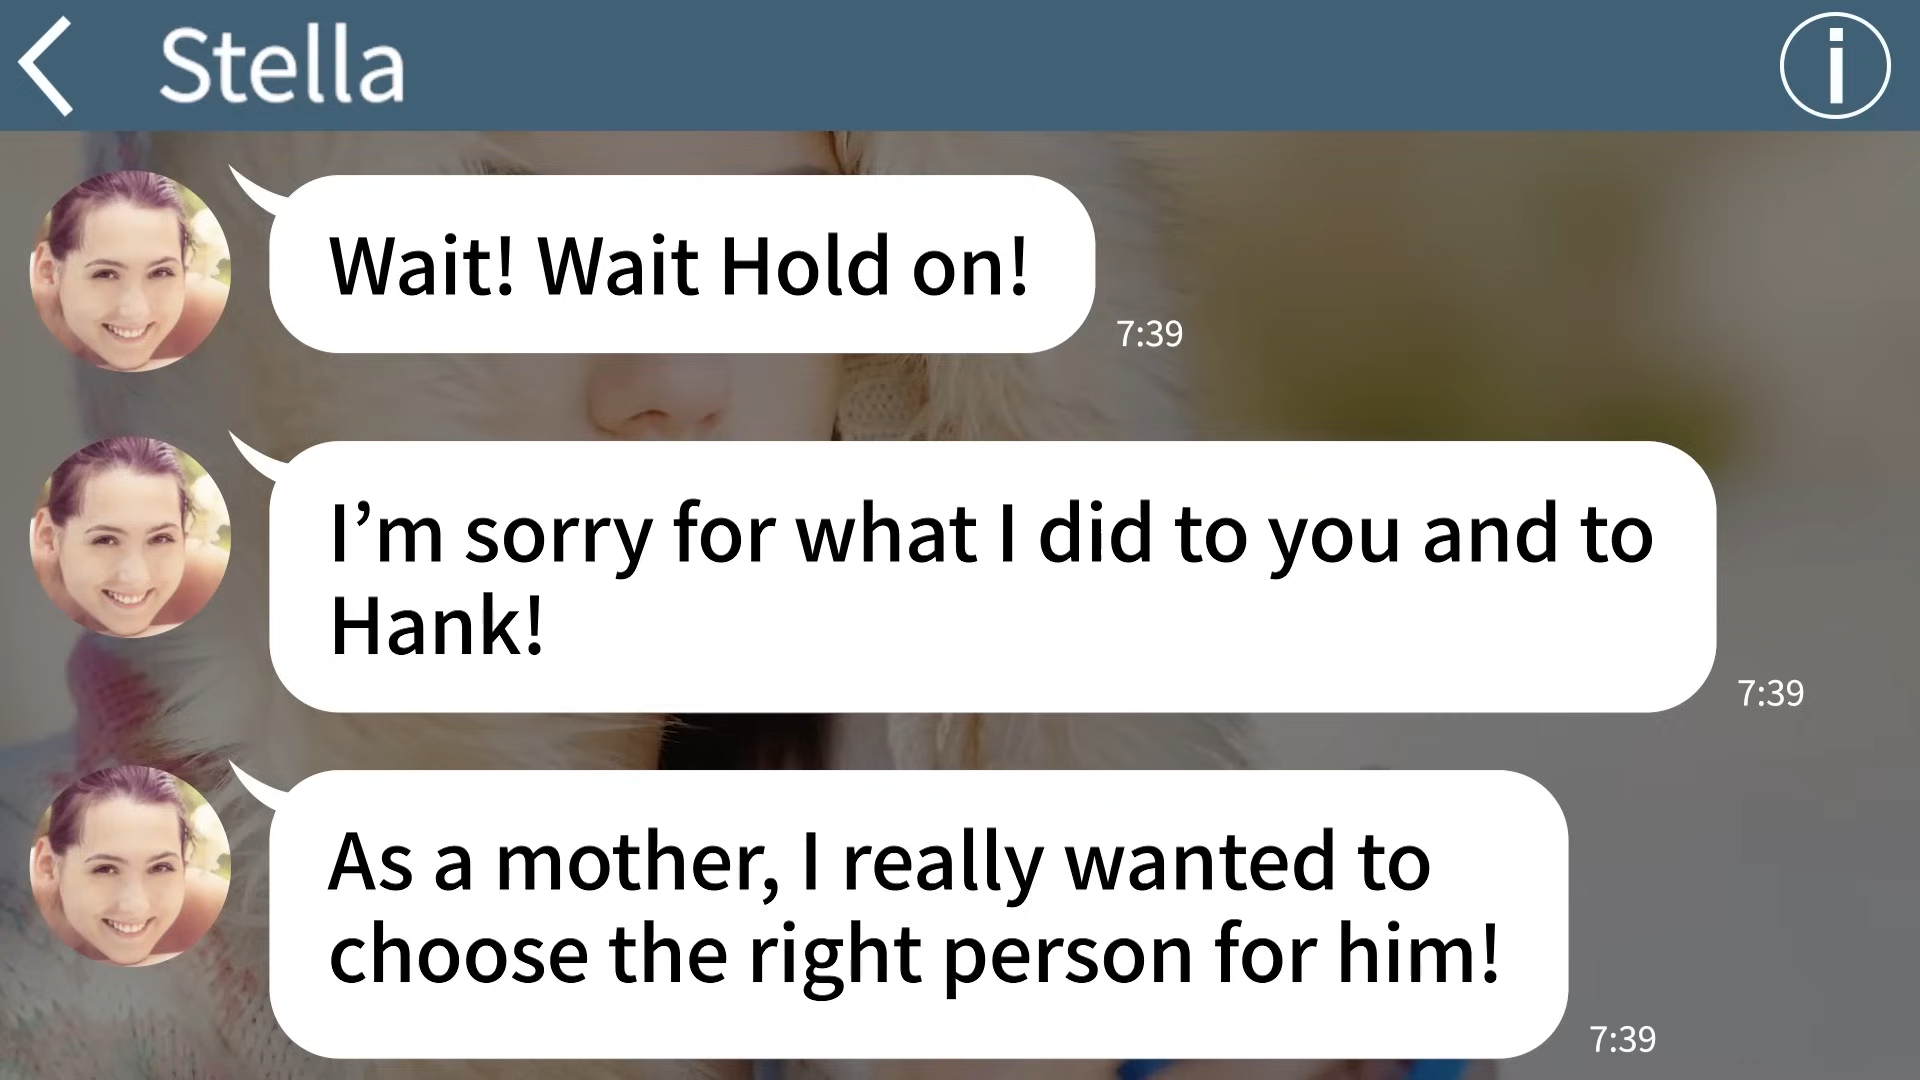 Stella
Wait! Wait Hold on!
7:39
I’m sorry for what I did to you and to
Hank!
7:39
As a mother, I really wanted to
choose the right person for him!
7:39